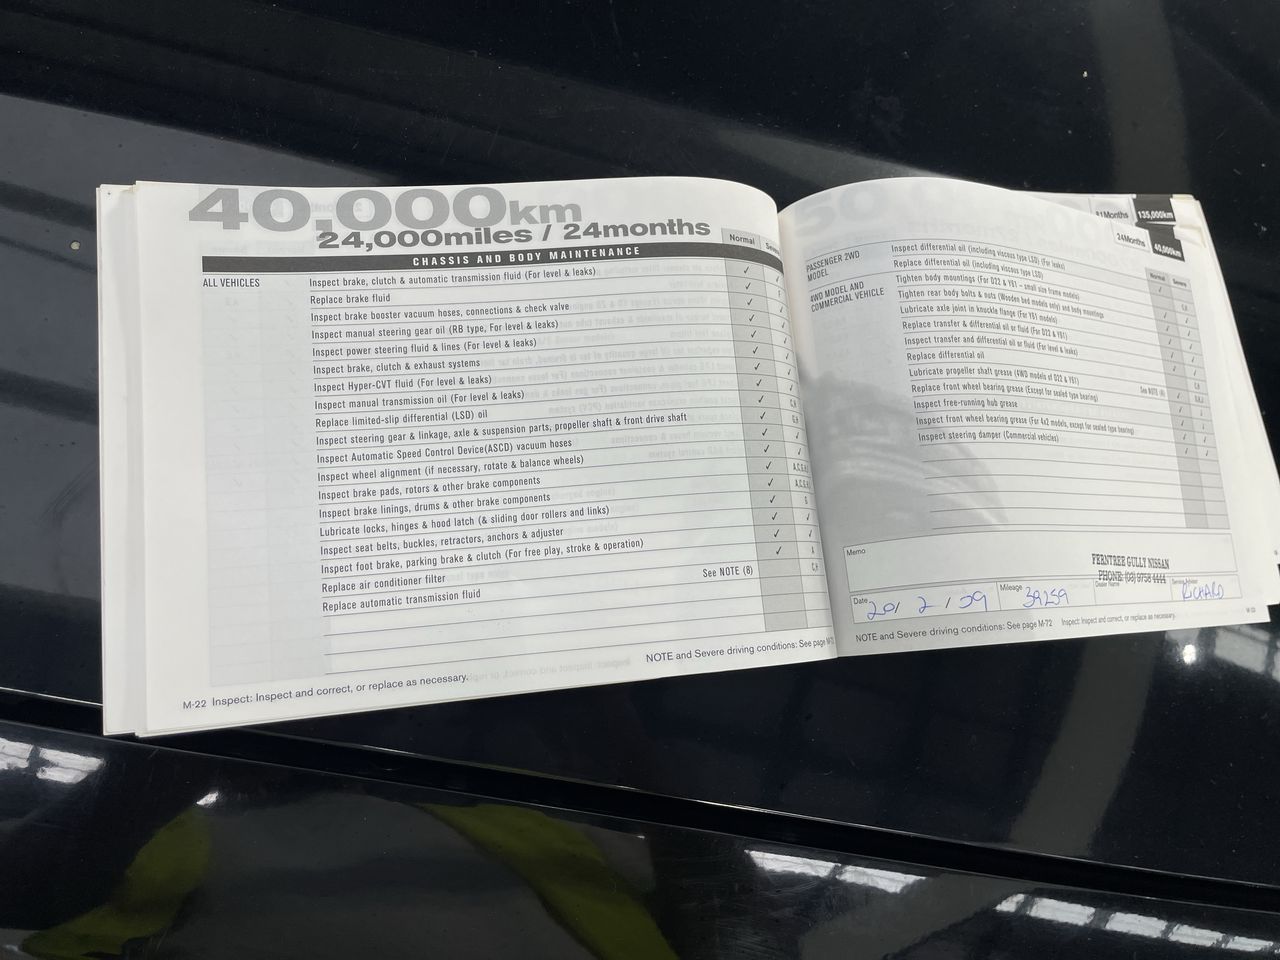 40,000km
24,000miles / 24months
CHASSIS AND BODY MAINTENANCE
Normal
ALL VEHICLES
Inspect brake, clutch & automatic transmission fluid (For level & leaks)
Replace brake fluid
Inspect brake booster vacuum hoses, connections & check valve
Inspect manual steering gear oil (RB type, For level & leaks)
Inspect power steering fluid & lines (For level & leaks)
Inspect brake, clutch & exhaust systems
Inspect Hyper-CVT fluid (For level & leaks)
Inspect manual transmission oil (For level & leaks)
Replace limited-slip differential (LSD) oil
Inspect steering gear & linkage, axle & suspension parts, propeller shaft & front drive shaft
Inspect Automatic Speed Control Device(ASCD) vacuum hoses
Inspect wheel alignment (if necessary, rotate & balance wheels)
Inspect brake pads, rotors & other brake components
Inspect brake linings, drums & other brake components
Lubricate locks, hinges & hood latch (& sliding door rollers and links)
Inspect seat belts, buckles, retractors, anchors & adjuster
Inspect foot brake, parking brake & clutch (For free play, stroke & operation)
Replace air conditioner filter See NOTE (8)
Replace automatic transmission fluid
NOTE and Severe driving conditions: See page
M-22 Inspect: Inspect and correct, or replace as necessary.
Months 135,000km
24Months 40,000km
Normal Severe
PASSENGER 2WD MODEL
Inspect differential oil (including viscous type LSD) (For leaks)
Replace differential oil (including viscous type LSD)
4WD MODEL AND COMMERCIAL VEHICLE
Tighten body mountings (For D22 & Y61 - small size frame models)
Tighten rear body bolts & nuts (Wooden bed models only) and body mountings
Lubricate axle joint in knuckle flange (For Y61 models)
Replace transfer & differential oil or fluid (For D22 & Y61)
Inspect transfer and differential oil or fluid (For level & leaks)
Replace differential oil
Lubricate propeller shaft grease (4WD models of D22 & Y61)
Replace front wheel bearing grease (Except for sealed type bearing) See NOTE
Inspect free-running hub grease
Inspect front wheel bearing grease (For 4x2 models, except for sealed type bearing)
Inspect steering damper (Commercial vehicles)
Memo
FERNTREE GULLY NISSAN
PHONE: (03) 9758 4444
Date 20/ 2 / 09 Mileage 39259 Dealer Name Service Advisor RICHARD
NOTE and Severe driving conditions: See page M-72 Inspect: Inspect and correct, or replace as necessary.